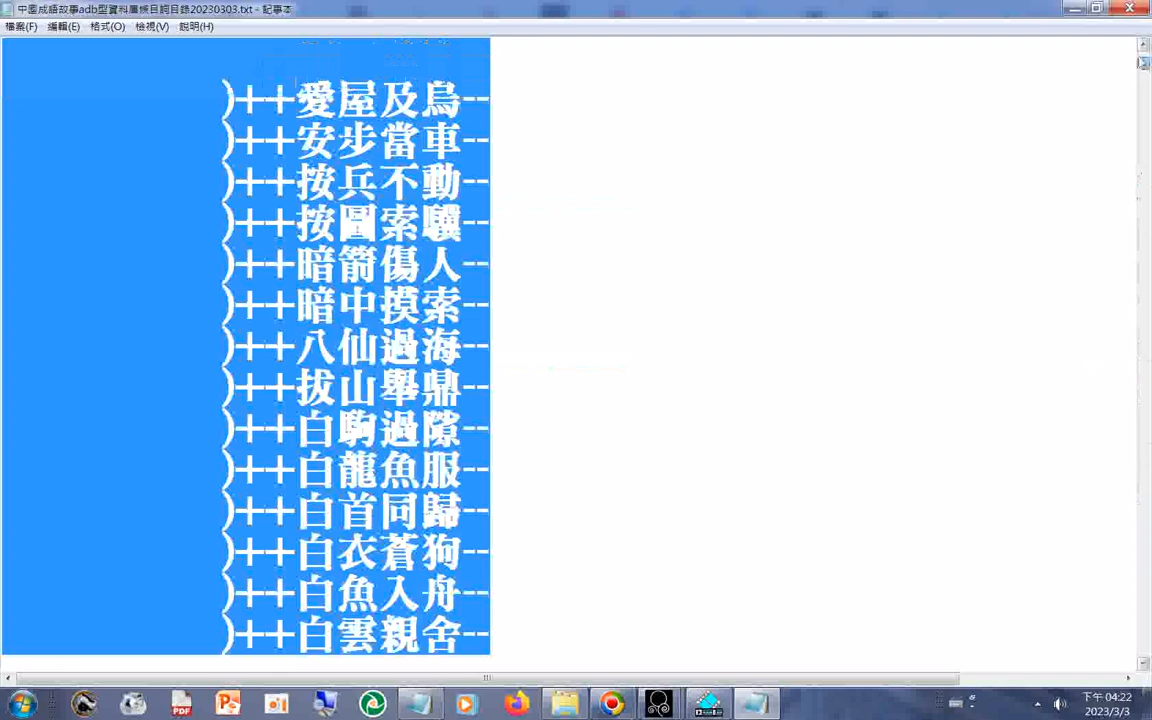 中國成語故事adb型資料庫條目詞目錄20230303.txt - 記事本
檔案(F) 編輯(E) 格式(O) 檢視(V) 說明(H)
)++愛屋及烏--
)++安步當車--
)++按兵不動--
)++按圖索驥--
)++暗箭傷人--
)++暗中摸索--
)++八仙過海--
)++拔山舉鼎--
)++白駒過隙--
)++白龍魚服--
)++白首同歸--
)++白衣蒼狗--
)++白魚入舟--
)++白雲親舍--
下午 04:22
2023/3/3